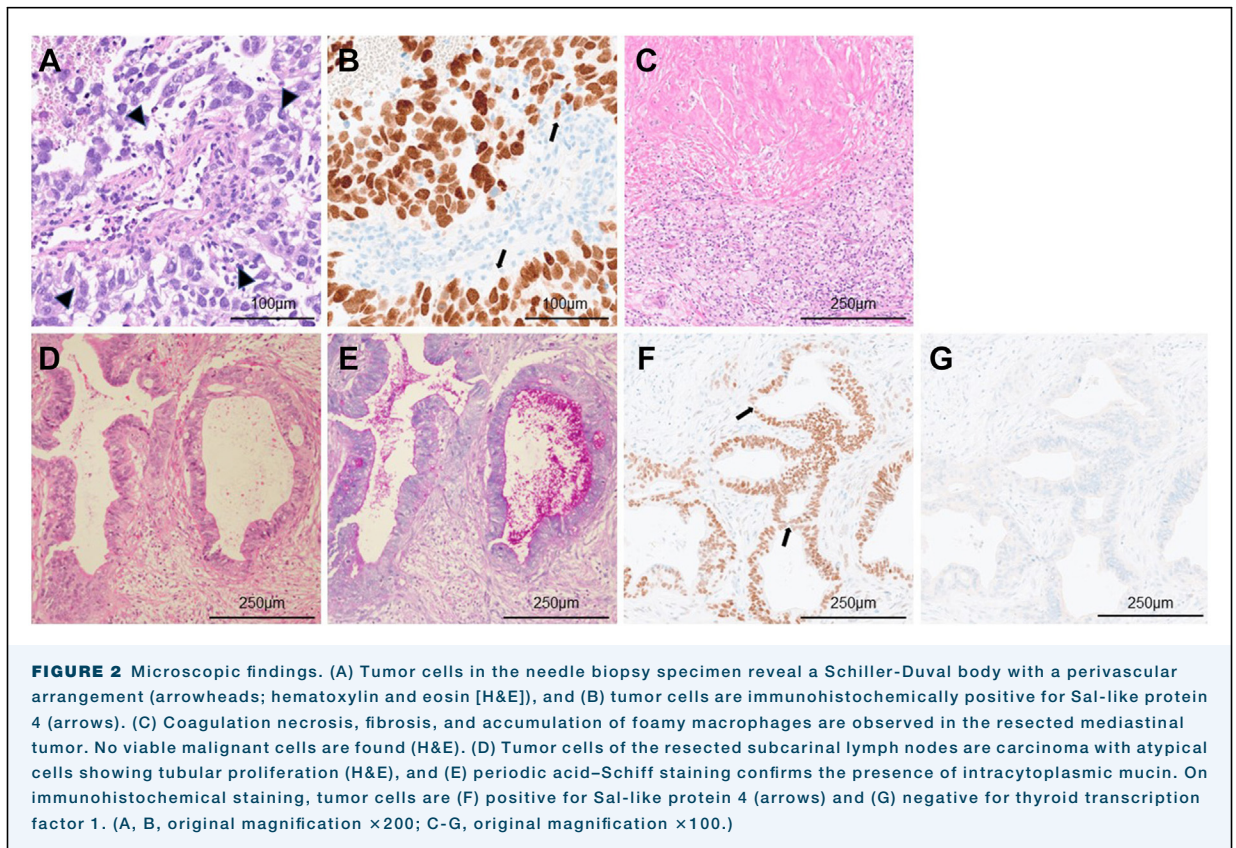 A
B
C
100µm
100µm
250µm
D
E
F
G
250µm
250µm
250µm
250µm
FIGURE 2 Microscopic findings. (A) Tumor cells in the needle biopsy specimen reveal a Schiller-Duval body with a perivascular
arrangement (arrowheads; hematoxylin and eosin [H&E]), and (B) tumor cells are immunohistochemically positive for Sal-like protein
4 (arrows). (C) Coagulation necrosis, fibrosis, and accumulation of foamy macrophages are observed in the resected mediastinal
tumor. No viable malignant cells are found (H&E). (D) Tumor cells of the resected subcarinal lymph nodes are carcinoma with atypical
cells showing tubular proliferation (H&E), and (E) periodic acid–Schiff staining confirms the presence of intracytoplasmic mucin. On
immunohistochemical staining, tumor cells are (F) positive for Sal-like protein 4 (arrows) and (G) negative for thyroid transcription
factor 1. (A, B, original magnification ×200; C-G, original magnification ×100.)